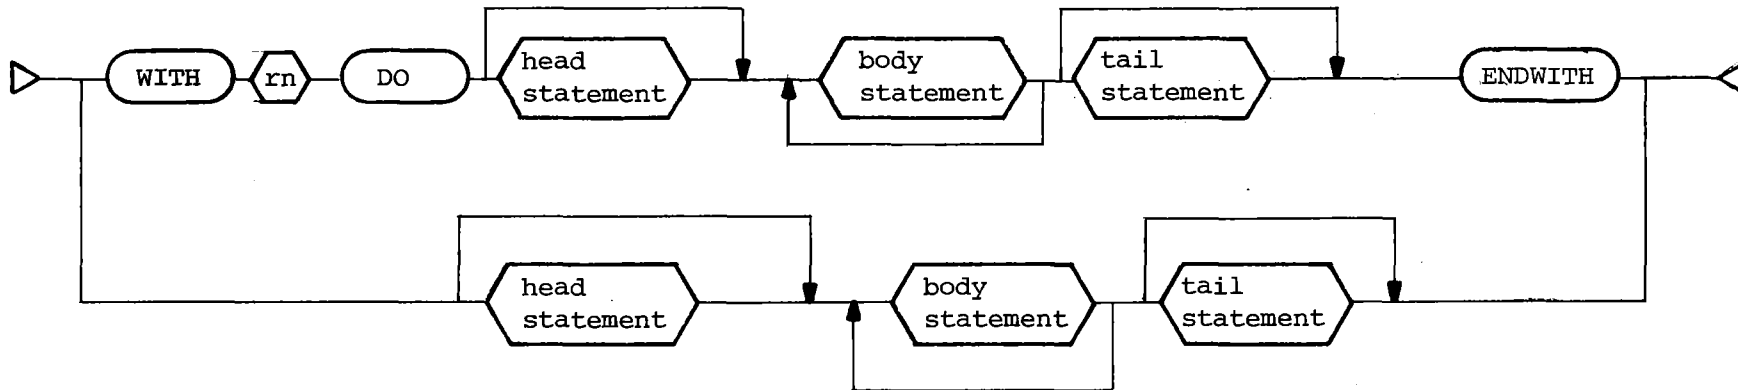 WITH rn DO head statement body statement tail statement ENDWITH
head statement body statement tail statement